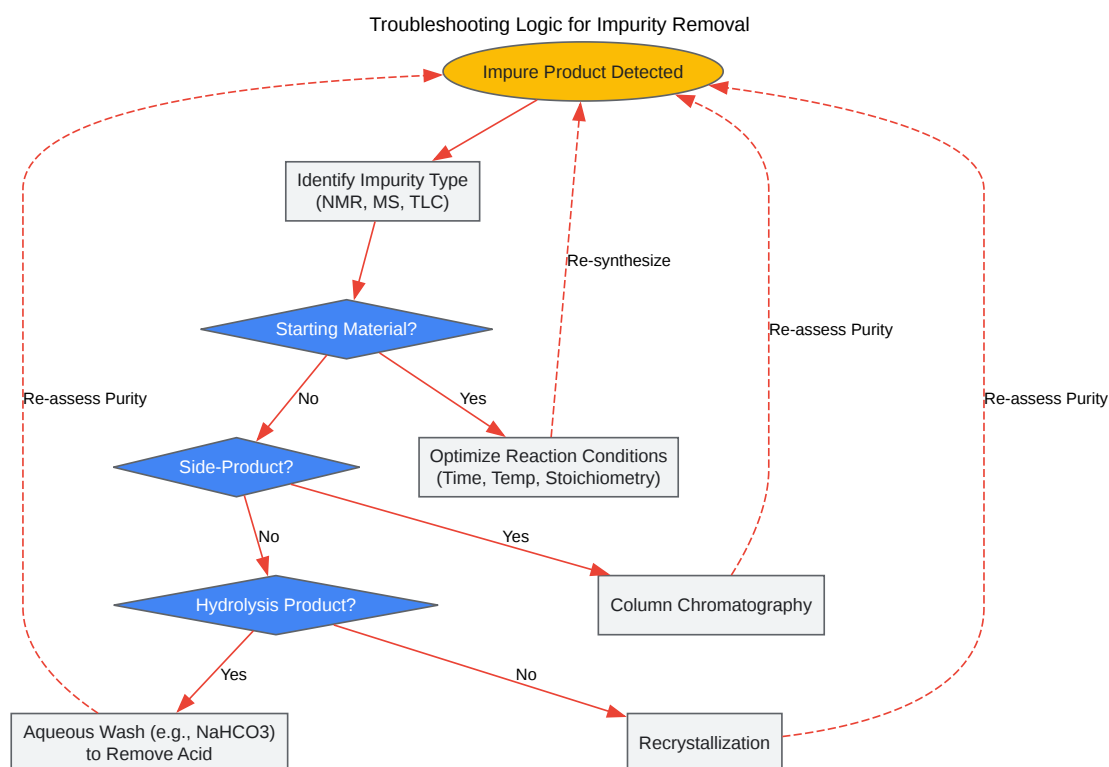 Troubleshooting Logic for Impurity Removal
Impure Product Detected
Identify Impurity Type
(NMR, MS, TLC)
Re-synthesize
Starting Material?
Re-assess Purity
Re-assess Purity
No
Yes
Re-assess Purity
Optimize Reaction Conditions
(Time, Temp, Stoichiometry)
Side-Product?
No
Yes
Column Chromatography
Hydrolysis Product?
Yes
No
Aqueous Wash (e.g., NaHCO3)
to Remove Acid
Recrystallization